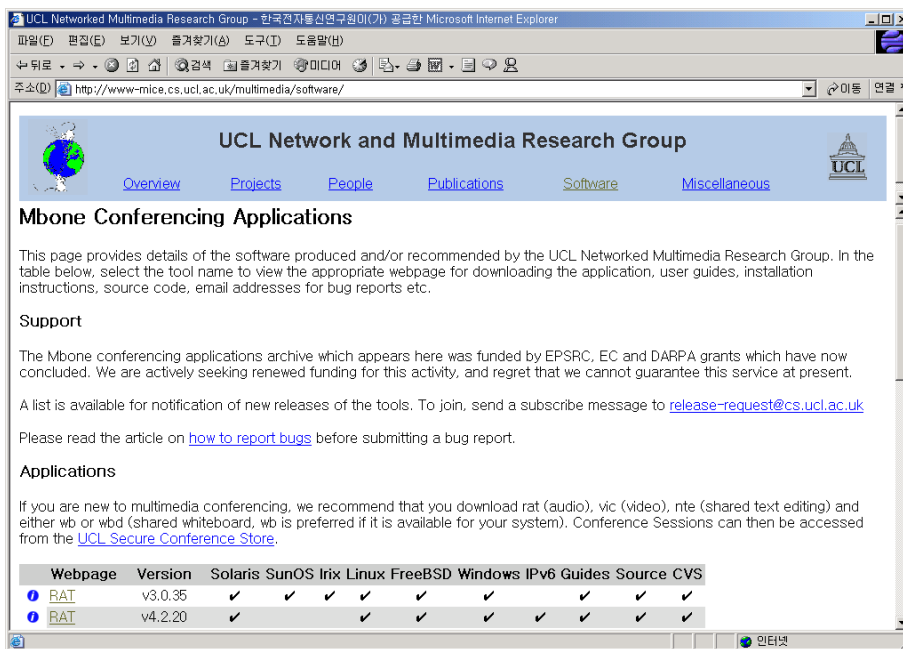 UCL Networked Multimedia Research Group - 한국전자통신연구원이(가) 공급한 Microsoft Internet Explorer
파일(F) 편집(E) 보기(V) 즐겨찾기(A) 도구(T) 도움말(H)
뒤로 검색 즐겨찾기 미디어
주소(D) http://www-mice.cs.ucl.ac.uk/multimedia/software/ 이동 연결
UCL Network and Multimedia Research Group
UCL
Overview Projects People Publications Software Miscellaneous
Mbone Conferencing Applications
This page provides details of the software produced and/or recommended by the UCL Networked Multimedia Research Group. In the
table below, select the tool name to view the appropriate webpage for downloading the application, user guides, installation
instructions, source code, email addresses for bug reports etc.
Support
The Mbone conferencing applications archive which appears here was funded by EPSRC, EC and DARPA grants which have now
concluded. We are actively seeking renewed funding for this activity, and regret that we cannot guarantee this service at present.
A list is available for notification of new releases of the tools. To join, send a subscribe message to release-request@cs.ucl.ac.uk
Please read the article on how to report bugs before submitting a bug report.
Applications
If you are new to multimedia conferencing, we recommend that you download rat (audio), vic (video), nte (shared text editing) and
either wb or wbd (shared whiteboard, wb is preferred if it is available for your system). Conference Sessions can then be accessed
from the UCL Secure Conference Store.
Webpage Version Solaris SunOS Irix Linux FreeBSD Windows IPv6 Guides Source CVS
RAT v3.0.35 ✔ ✔ ✔ ✔ ✔ ✔ ✔ ✔ ✔
RAT v4.2.20 ✔ ✔ ✔ ✔ ✔ ✔ ✔ ✔
인터넷